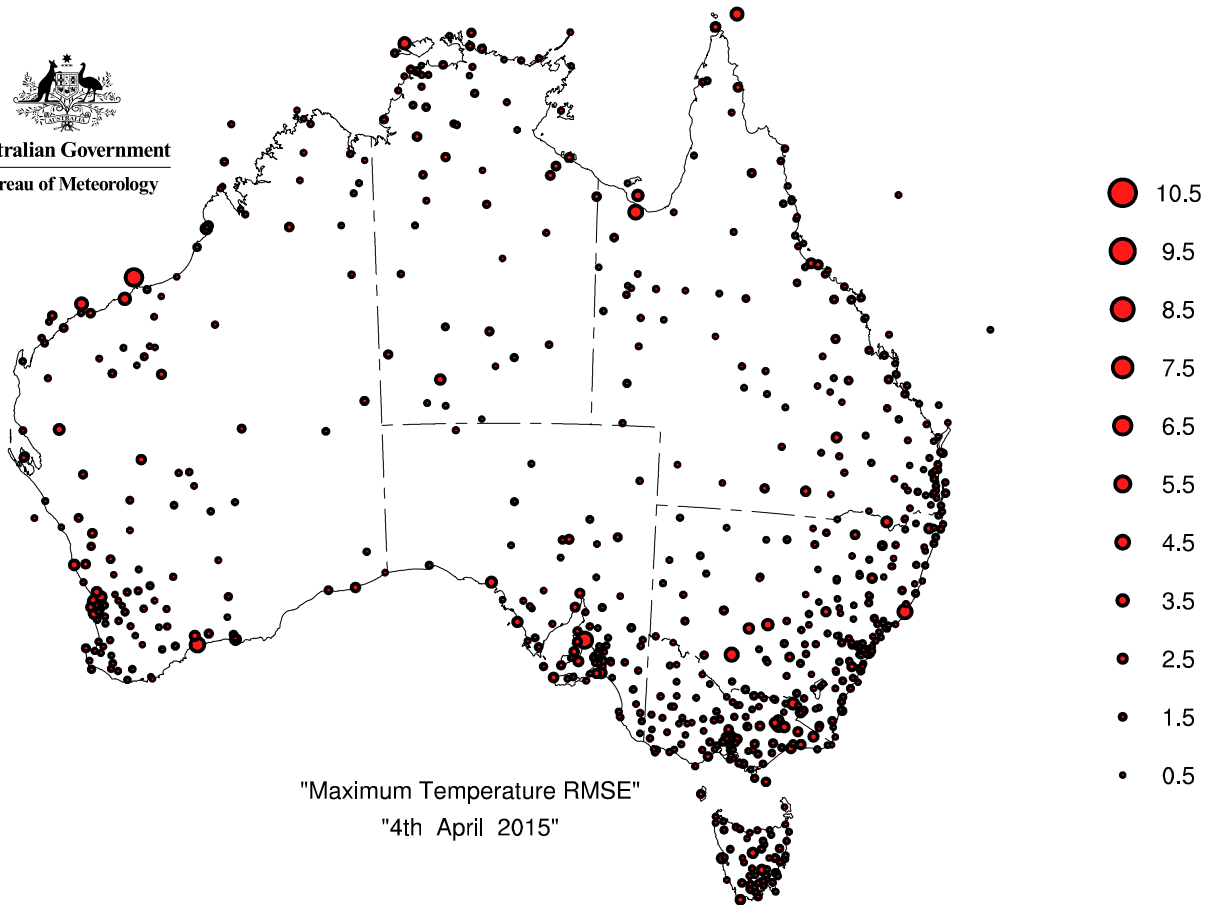 AUSTRALIA
tralian Government
reau of Meteorology
10.5
9.5
8.5
7.5
6.5
5.5
4.5
3.5
2.5
1.5
0.5
"Maximum Temperature RMSE"
"4th April 2015"